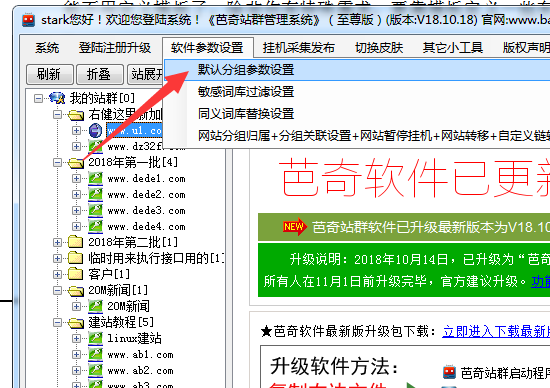 stark您好！欢迎您登陆系统！《芭奇站群管理系统》（至尊版)(版本:V18.10.18) 官网:www.ba
系统 登陆注册升级 软件参数设置 挂机采集发布 切换皮肤 其它小工具 版权声明
刷新 折叠 站展开
默认分组参数设置
敏感词库过滤设置
同义词库替换设置
网站分组归属+分组关联设置+网站暂停挂机+网站转移+自定义链轮
我的站群[0]
右健这里新加
www.ul.com
www.dz32
2018年第一批[4]
www.dede1.com
www.dede2.com
www.dede3.com
www.dede4.com
2018年第二批[1]
临时用来执行接口用的[1]
客户[1]
20M新闻[1]
20M新闻
建站教程[5]
linux建站
www.ab1.com
www.ab2.com
www.ab3.com
芭奇软件已更新
NEW 芭奇站群软件已升级最新版本为V18.10
升级说明：2018年10月14日，已升级为“芭奇
所有人在11月1日前升级完毕，官方建议升级。功能
★芭奇软件最新版升级包下载：立即进入下载最新版
升级软件方法：
芭奇站群启动程序